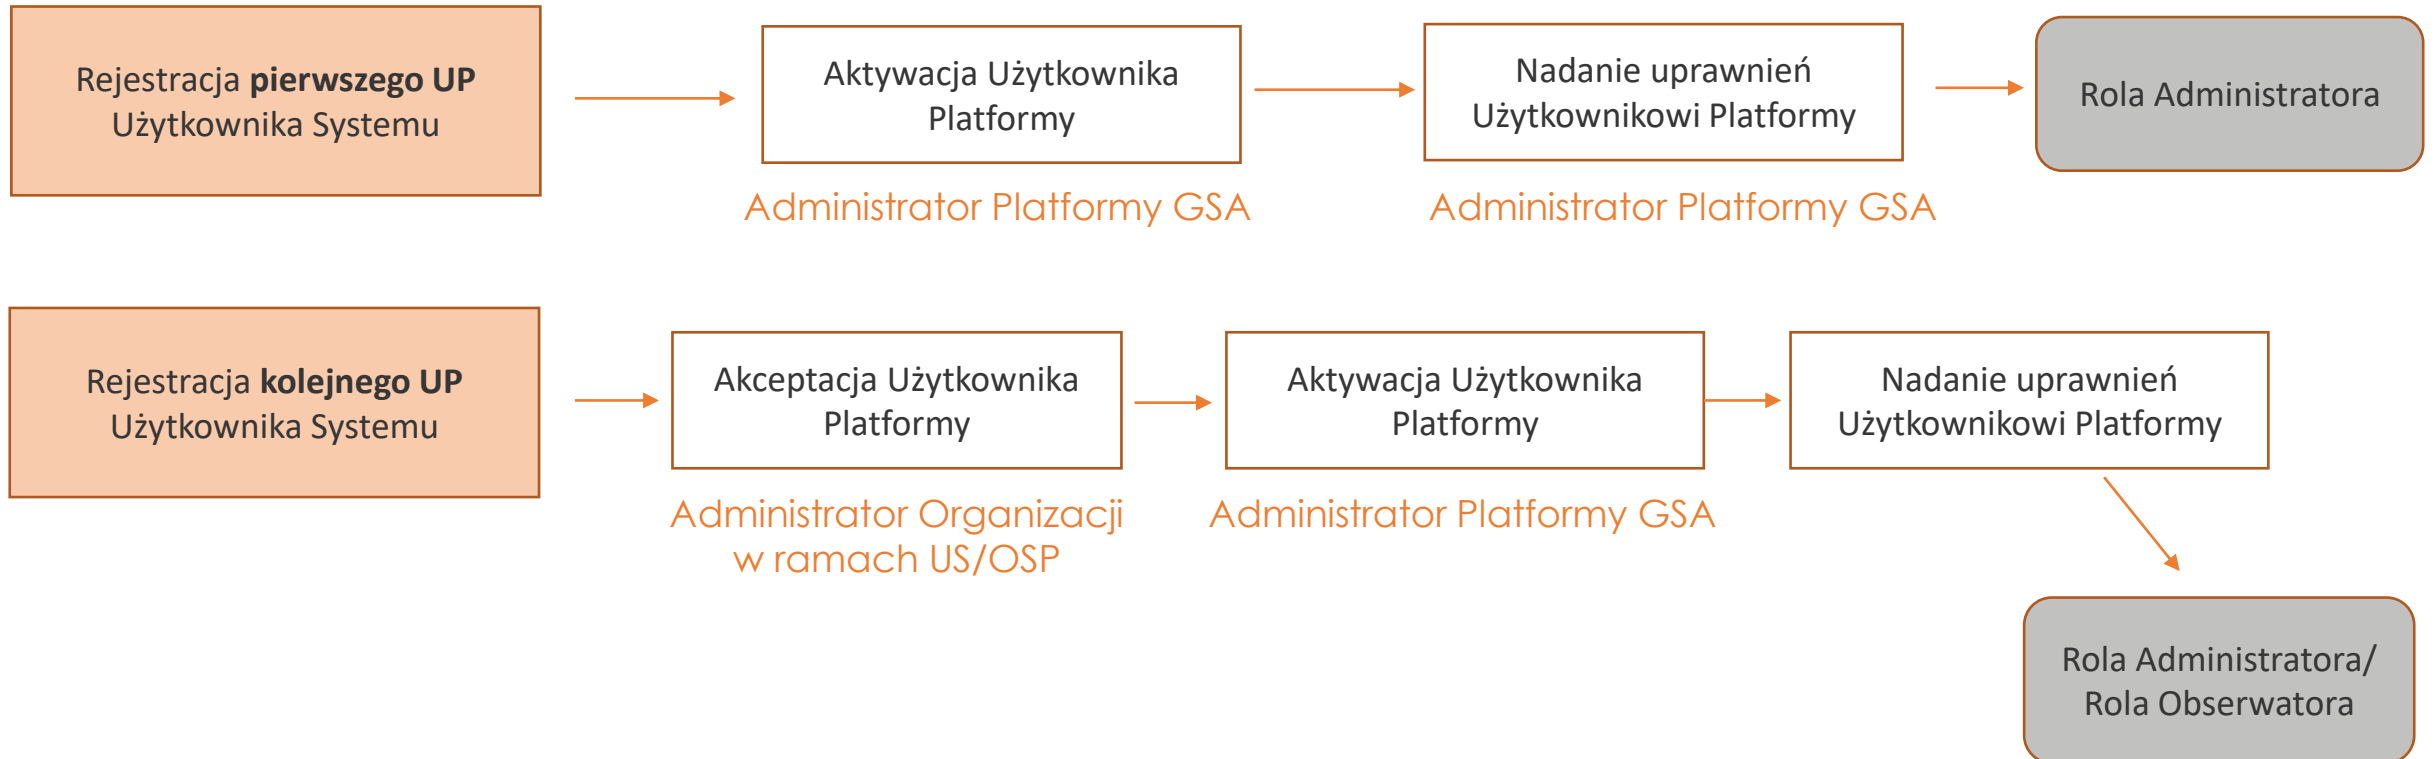 Rejestracja pierwszego UP
Użytkownika Systemu
Aktywacja Użytkownika
Platformy
Administrator Platformy GSA
Nadanie uprawnień
Użytkownikowi Platformy
Administrator Platformy GSA
Rola Administratora
Rejestracja kolejnego UP
Użytkownika Systemu
Akceptacja Użytkownika
Platformy
Administrator Organizacji
w ramach US/OSP
Aktywacja Użytkownika
Platformy
Administrator Platformy GSA
Nadanie uprawnień
Użytkownikowi Platformy
Rola Administratora/
Rola Obserwatora